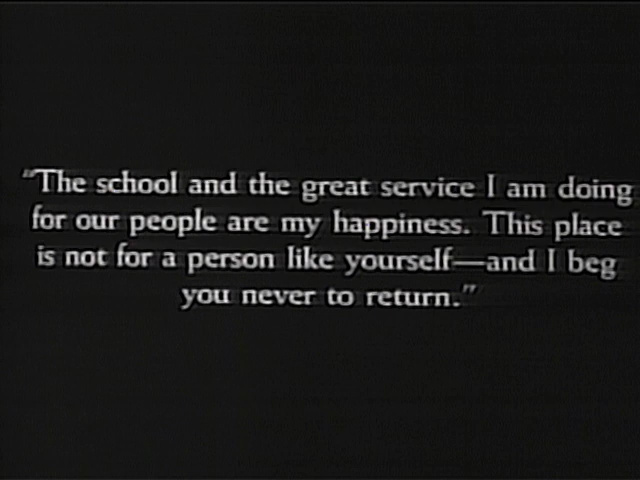 "The school and the great service I am doing
for our people are my happiness. This place
is not for a person like yourself—and I beg
you never to return."